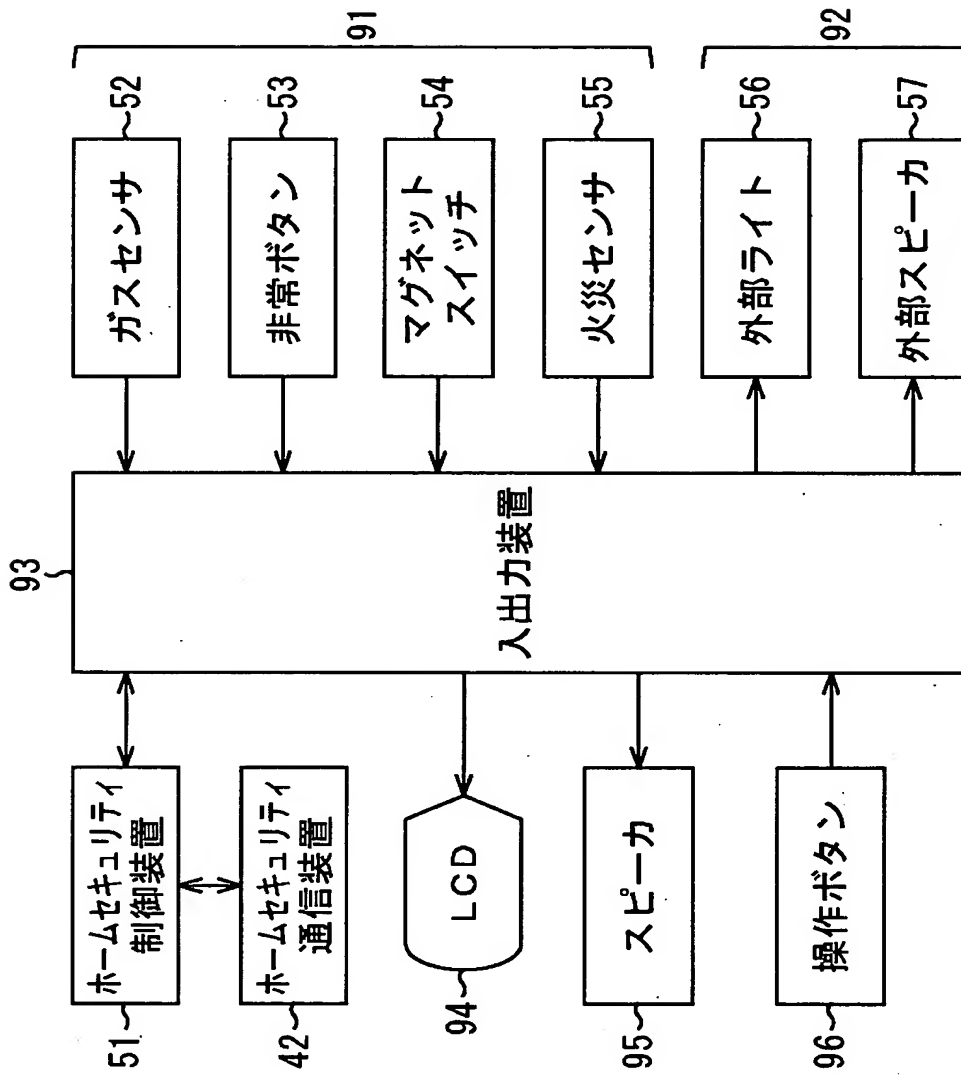 93
51
ホームセキュリティ
制御装置
42
ホームセキュリティ
通信装置
94
LCD
95
スピーカ
96
操作ボタン
入出力装置
ガスセンサ
52
非常ボタン
53
マグネット
スイッチ
54
火災センサ
55
91
外部ライト
56
外部スピーカ
57
92